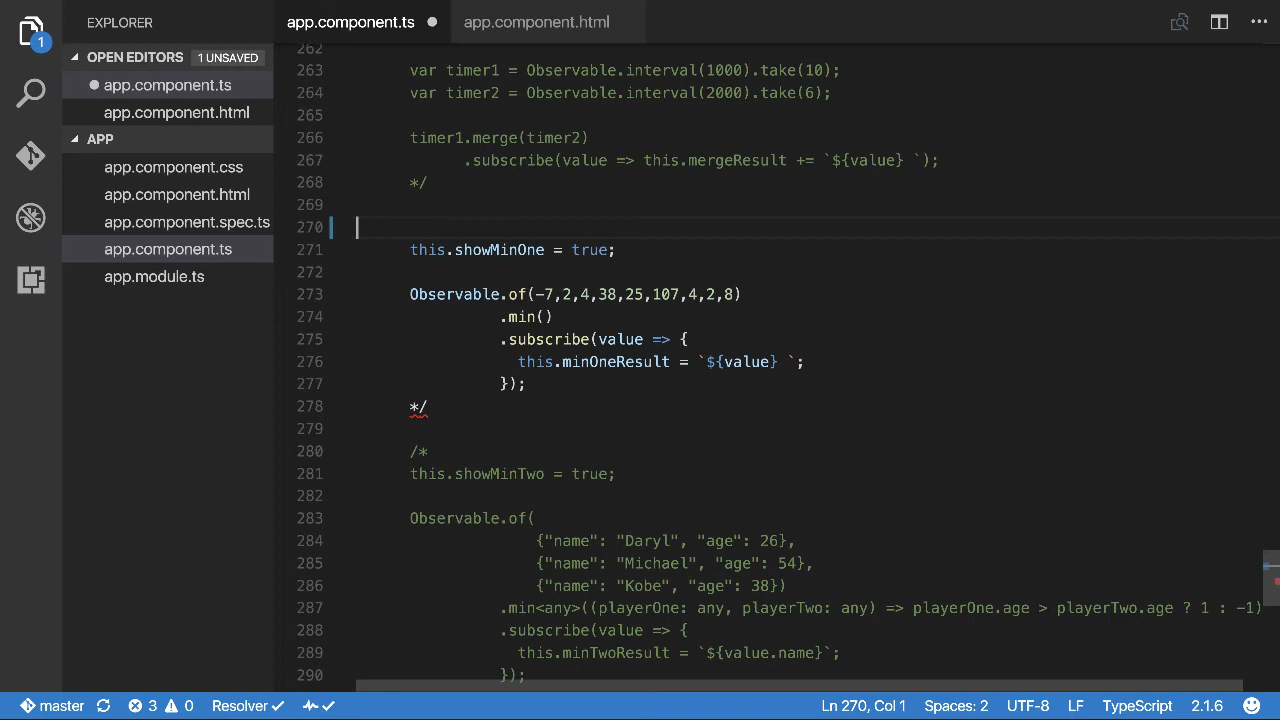 EXPLORER
app.component.ts
app.component.html
OPEN EDITORS 1 UNSAVED
app.component.ts
app.component.html
APP
app.component.css
app.component.html
app.component.spec.ts
app.component.ts
app.module.ts
1
262
263 var timer1 = Observable.interval(1000).take(10);
264 var timer2 = Observable.interval(2000).take(6);
265
266 timer1.merge(timer2)
267 .subscribe(value => this.mergeResult += `${value} `);
268 */
269
270
271 this.showMinOne = true;
272
273 Observable.of(-7,2,4,38,25,107,4,2,8)
274 .min()
275 .subscribe(value => {
276 this.minOneResult = `${value} `;
277 });
278 */
279
280 /*
281 this.showMinTwo = true;
282
283 Observable.of(
284 {"name": "Daryl", "age": 26},
285 {"name": "Michael", "age": 54},
286 {"name": "Kobe", "age": 38})
287 .min<any>((playerOne: any, playerTwo: any) => playerOne.age > playerTwo.age ? 1 : -1)
288 .subscribe(value => {
289 this.minTwoResult = `${value.name}`;
290 });
master 3 0 Resolver Ln 270, Col 1 Spaces: 2 UTF-8 LF TypeScript 2.1.6